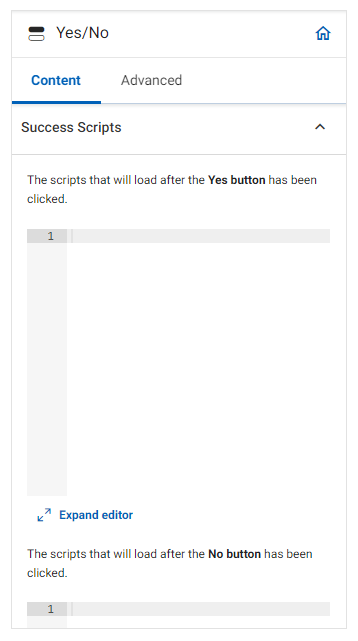 Yes/No
Content Advanced
Success Scripts
The scripts that will load after the Yes button has been
clicked.
1
Expand editor
The scripts that will load after the No button has been
clicked.
1